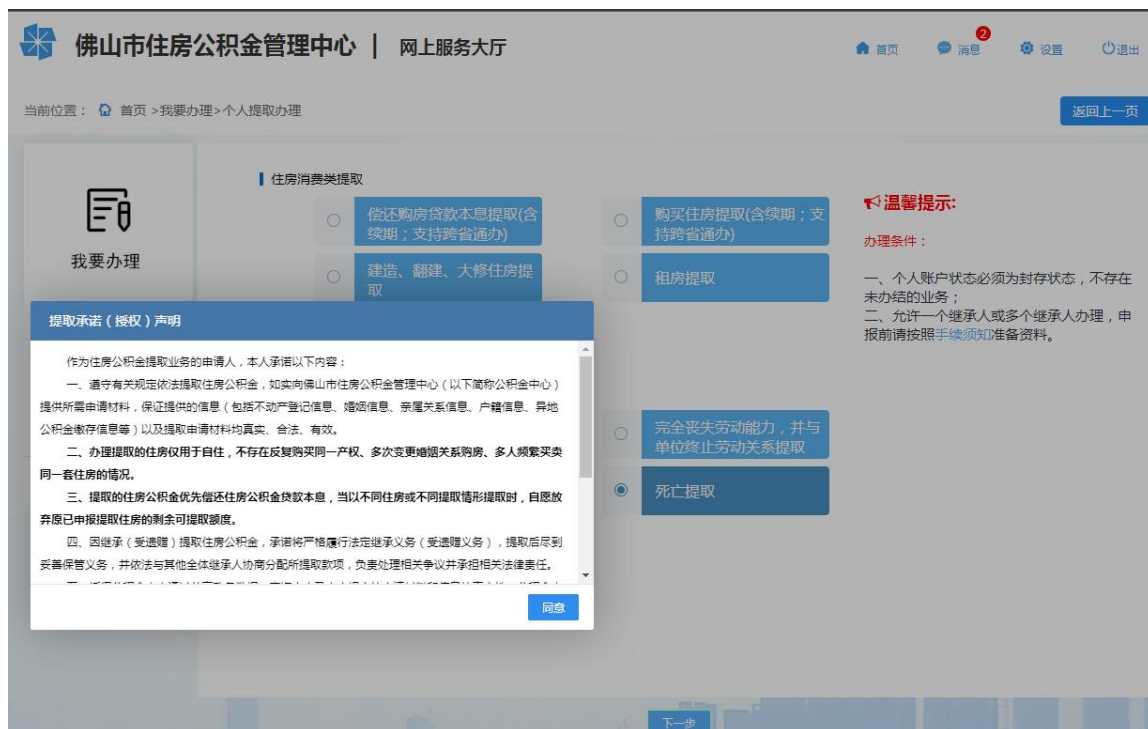 佛山市住房公积金管理中心 | 网上服务大厅
首页
消息
2
设置
退出
当前位置： 首页 >我要办理>个人提取办理
返回上一页
我要办理
住房消费类提取
偿还购房贷款本息提取(含
续期；支持跨省通办)
购买住房提取(含续期；支
持跨省通办)
建造、翻建、大修住房提
取
租房提取
完全丧失劳动能力，并与
单位终止劳动关系提取
死亡提取
温馨提示:
办理条件：
一、个人账户状态必须为封存状态，不存在
未办结的业务；
二、允许一个继承人或多个继承人办理，申
报前请按照手续须知准备资料。
提取承诺（授权）声明
作为住房公积金提取业务的申请人，本人承诺以下内容：
一、遵守有关规定依法提取住房公积金，如实向佛山市住房公积金管理中心（以下简称公积金中心）
提供所需申请材料，保证提供的信息（包括不动产登记信息、婚姻信息、亲属关系信息、户籍信息、异地
公积金缴存信息等）以及提取申请材料均真实、合法、有效。
二、办理提取的住房仅用于自住，不存在反复购买同一产权、多次变更婚姻关系购房、多人频繁买卖
同一套住房的情况。
三、提取的住房公积金优先偿还住房公积金贷款本息，当以不同住房或不同提取情形提取时，自愿放
弃原已申报提取住房的剩余可提取额度。
四、因继承（受遗赠）提取住房公积金，承诺将严格履行法定继承义务（受遗赠义务），提取后尽到
妥善保管义务，并依法与其他全体继承人协商分配所提取款项，负责处理相关争议并承担相关法律责任。
同意
下一步